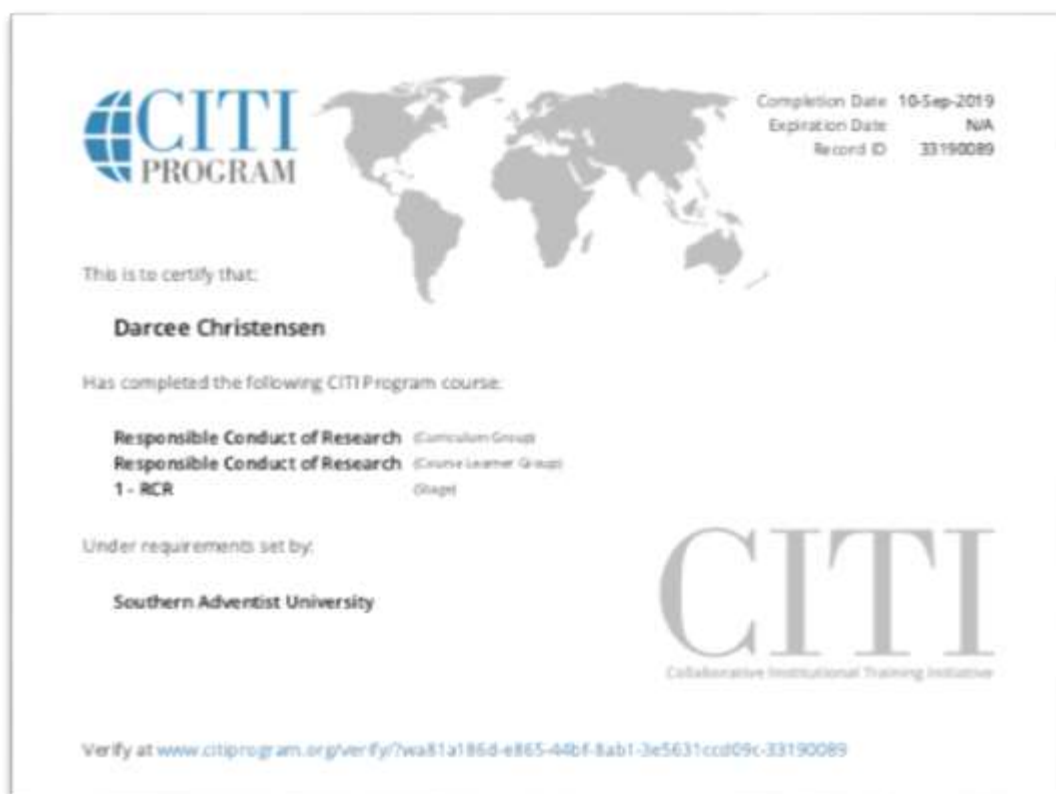 CITI
PROGRAM
Completion Date 10-Sep-2019
Expiration Date N/A
Record ID 33190089
This is to certify that:
Darcee Christensen
Has completed the following CITI Program course:
Responsible Conduct of Research (Curriculum Group)
Responsible Conduct of Research (Course Learner Group)
1 - RCR (Stage)
Under requirements set by:
Southern Adventist University
CITI
Collaborative Institutional Training Initiative
Verify at www.citiprogram.org/verify/?wa81a186d-e865-44bf-8ab1-3e5631ccd09c-33190089